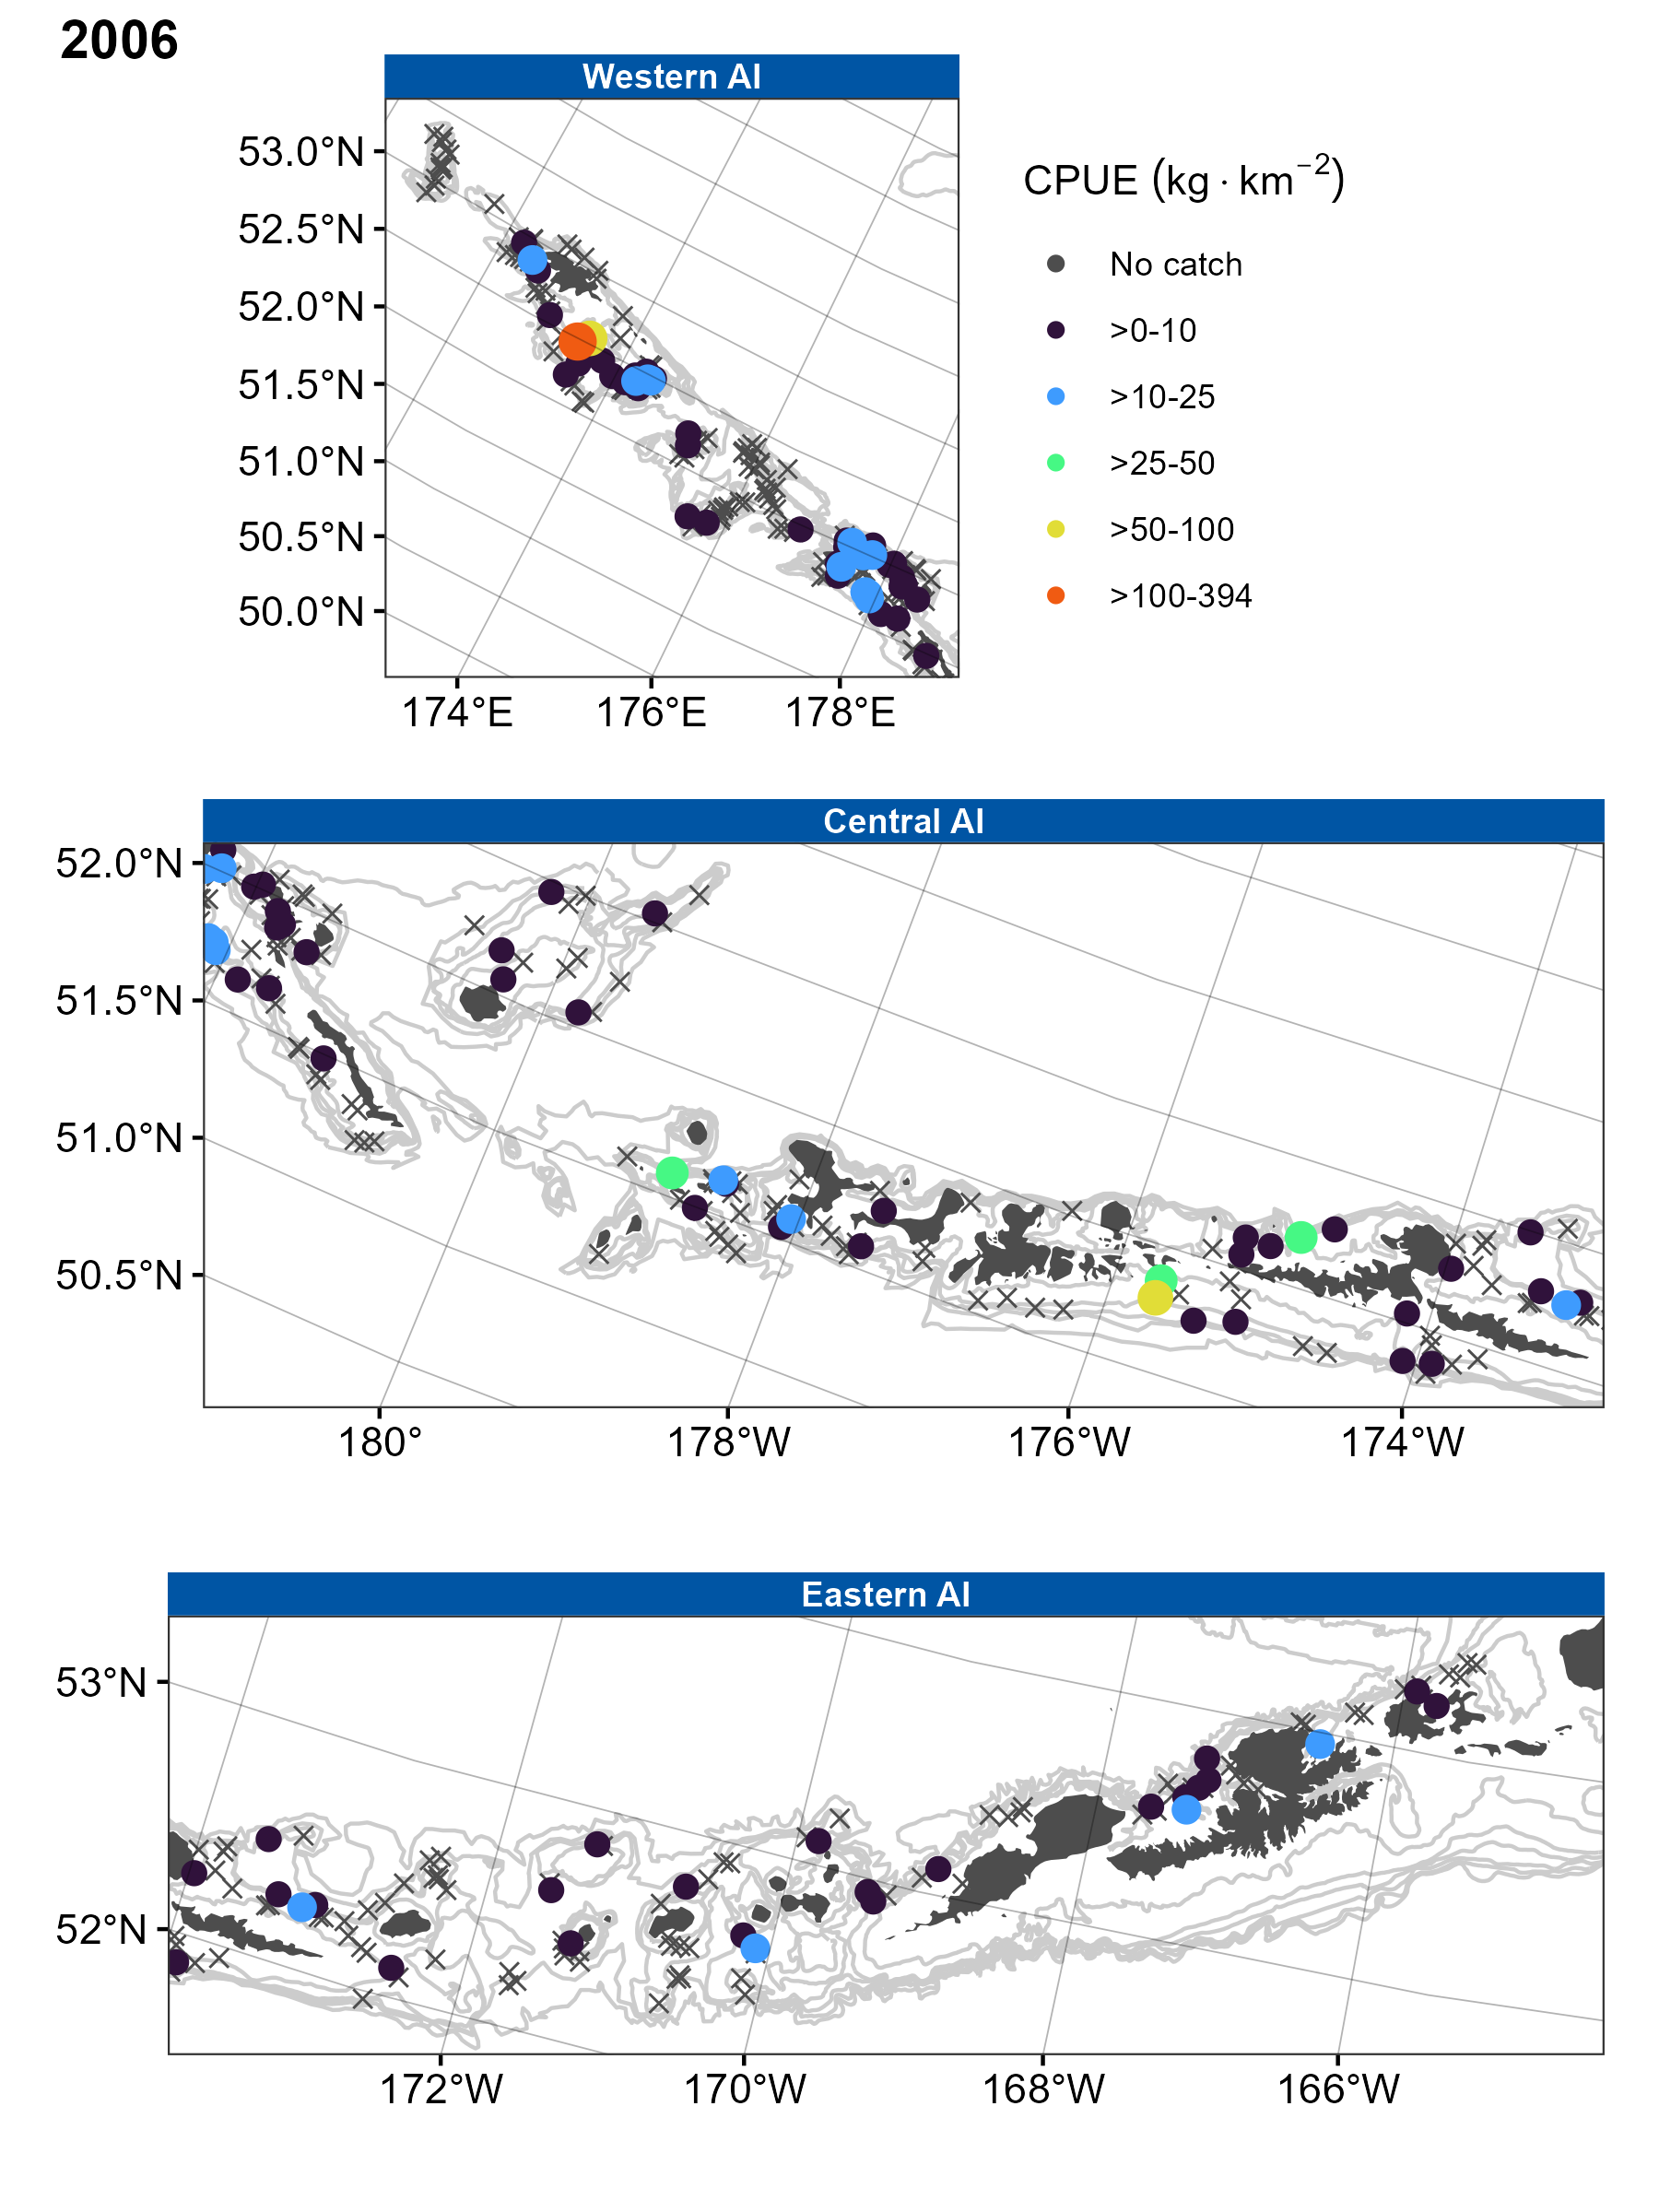 2006
Western AI
53.0°N
52.5°N
52.0°N
51.5°N
51.0°N
50.5°N
50.0°N
174°E 176°E 178°E
CPUE (kg · km−2)
No catch
>0-10
>10-25
>25-50
>50-100
>100-394
Central AI
52.0°N
51.5°N
51.0°N
50.5°N
180° 178°W 176°W 174°W
Eastern AI
53°N
52°N
172°W 170°W 168°W 166°W